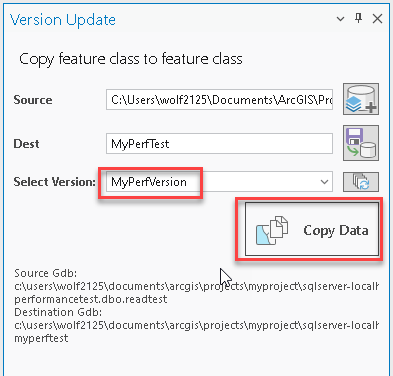 Version Update
Copy feature class to feature class
Source C:\Users\wolf2125\Documents\ArcGIS\Pro
Dest MyPerfTest
Select Version: MyPerfVersion
Copy Data
Source Gdb:
c:\users\wolf2125\documents\arcgis\projects\myproject\sqlserver-localh
performancetest.dbo.readtest
Destination Gdb:
c:\users\wolf2125\documents\arcgis\projects\myproject\sqlserver-localh
myperftest